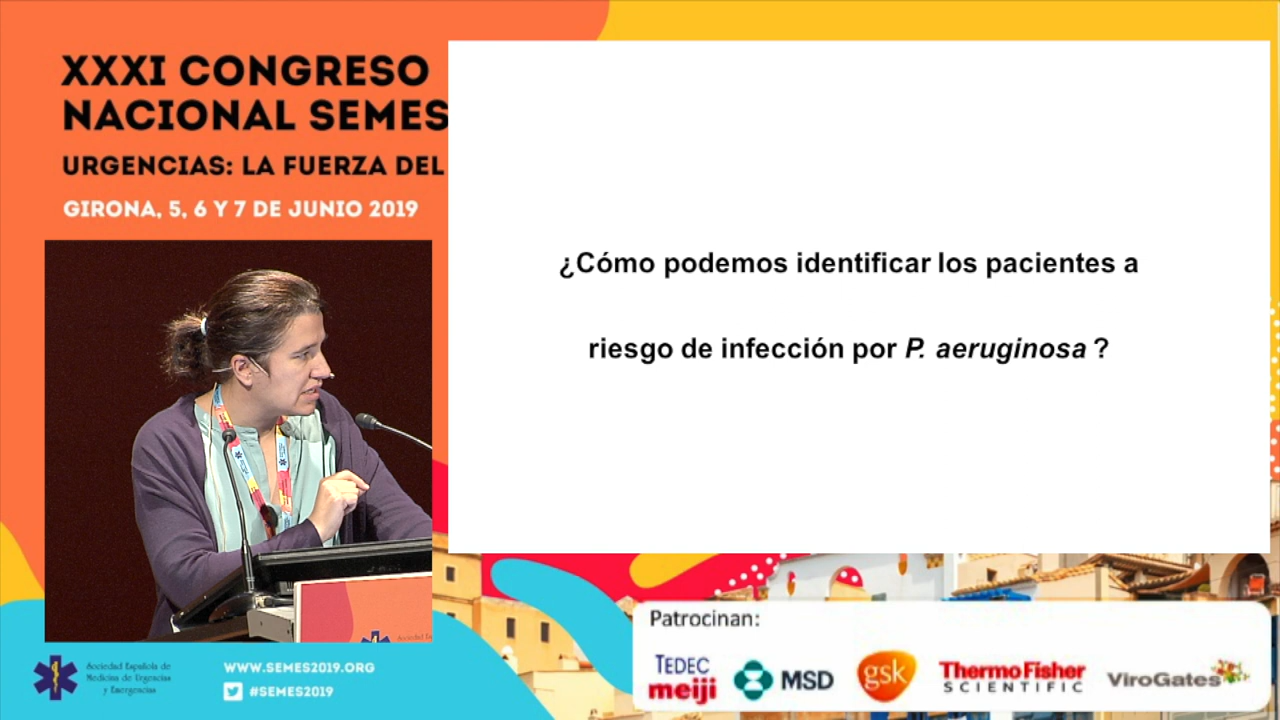 XXXI CONGRESO
NACIONAL SEMES
URGENCIAS: LA FUERZA DEL
GIRONA, 5, 6 Y 7 DE JUNIO 2019
¿Cómo podemos identificar los pacientes a
riesgo de infección por P. aeruginosa ?
Patrocinan:
TEDEC
meiji
MSD
gsk
ThermoFisher
SCIENTIFIC
ViroGates
Sociedad Española de
Medicina de Urgencias
y Emergencias
WWW.SEMES2019.ORG
#SEMES2019